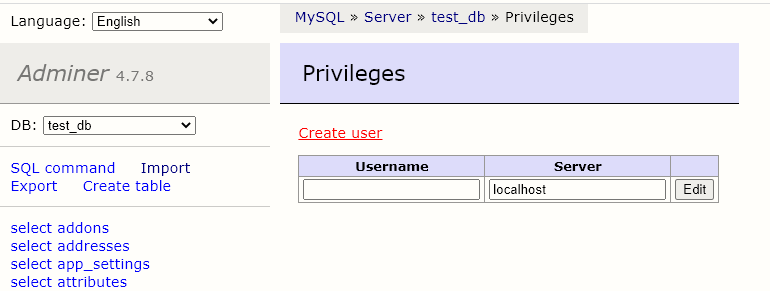 Language: English
MySQL » Server » test_db » Privileges
Adminer 4.7.8
Privileges
DB: test_db
Create user
SQL command Import
Export Create table
Username Server
localhost Edit
select addons
select addresses
select app_settings
select attributes